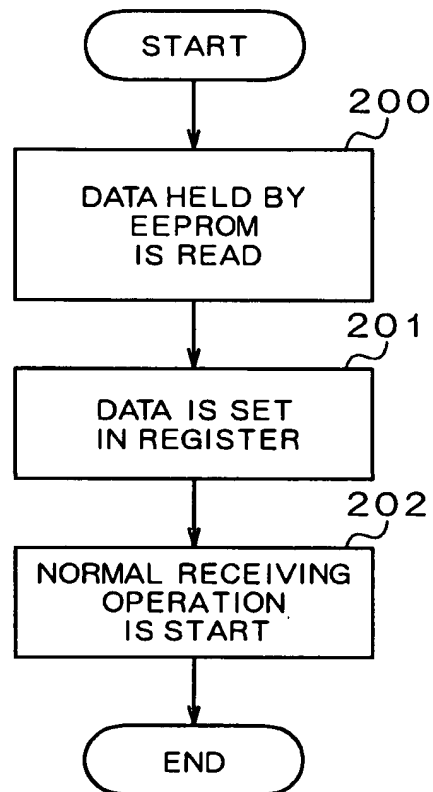 START
200
DATA HELD BY
EEPROM
IS READ
201
DATA IS SET
IN REGISTER
202
NORMAL RECEIVING
OPERATION
IS START
END